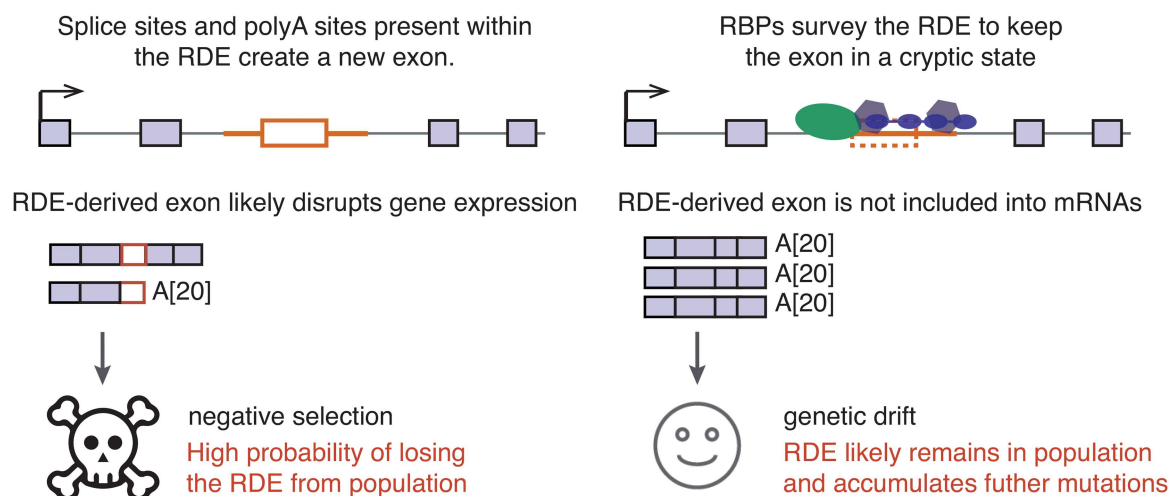 Splice sites and polyA sites present within
the RDE create a new exon.
RDE-derived exon likely disrupts gene expression
A[20]
negative selection
High probability of losing
the RDE from population
RBPs survey the RDE to keep
the exon in a cryptic state
RDE-derived exon is not included into mRNAs
A[20]
A[20]
A[20]
genetic drift
RDE likely remains in population
and accumulates futher mutations